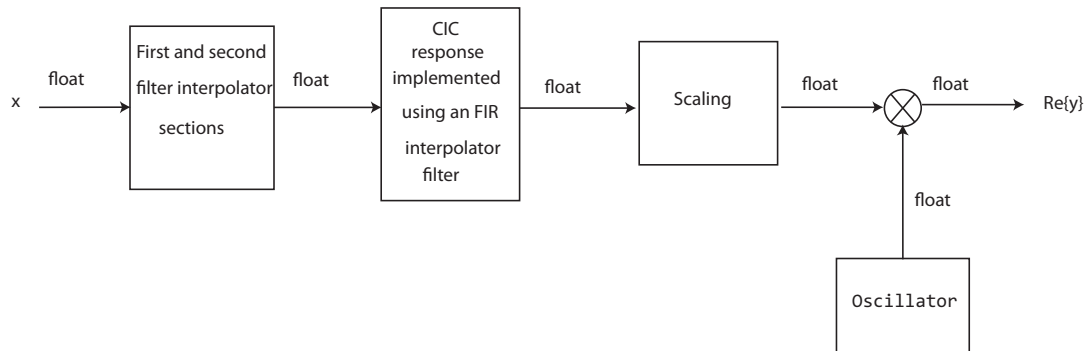 x
float
First and second
filter interpolator
sections
float
CIC
response
implemented
using an FIR
interpolator
filter
float
Scaling
float
float
Re{y}
float
Oscillator